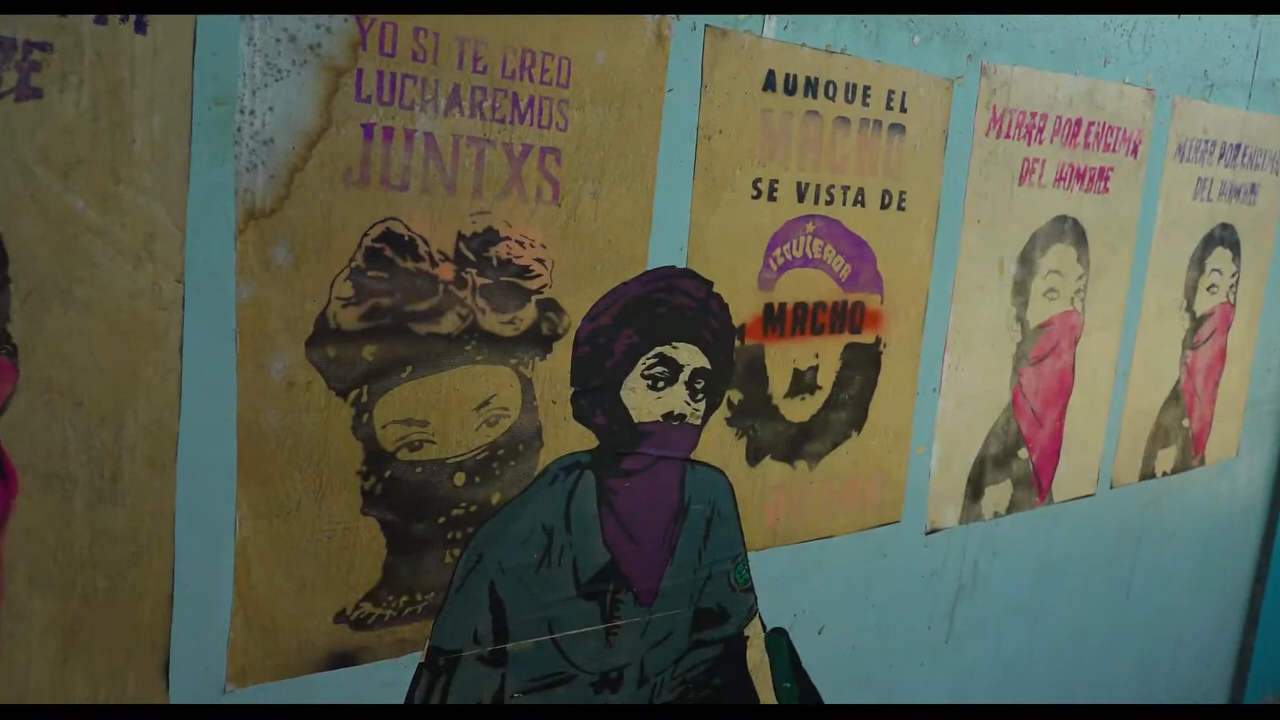 BE
YO SI TE CREO
LUCHAREMOS
JUNTXS
AUNQUE EL
MACHO
SE VISTA DE
IZQUIERDA
MACHO
MIRAR POR ENCIMA
DEL HOMBRE
MIRAR POR ENCIMA
DEL HOMBRE